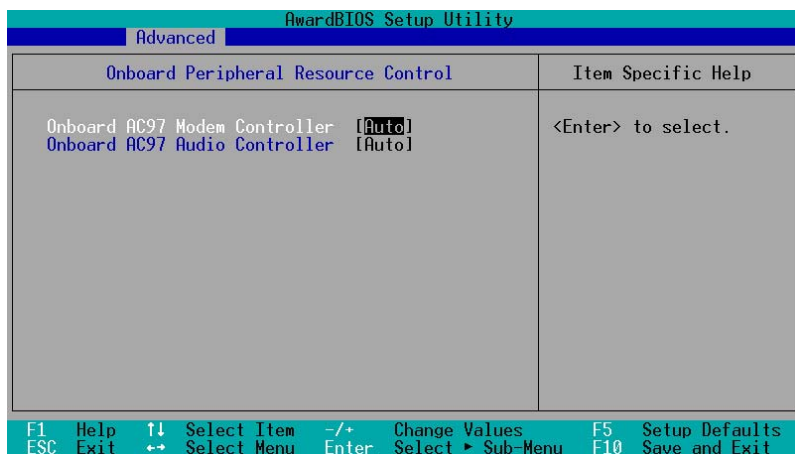 AwardBIOS Setup Utility
Advanced
Onboard Peripheral Resource Control
Item Specific Help
Onboard AC97 Modem Controller [Auto]
<Enter> to select.
Onboard AC97 Audio Controller [Auto]
F1 Help ↑↓ Select Item -/+ Change Values F5 Setup Defaults
ESC Exit ↔ Select Menu Enter Select ► Sub-Menu F10 Save and Exit